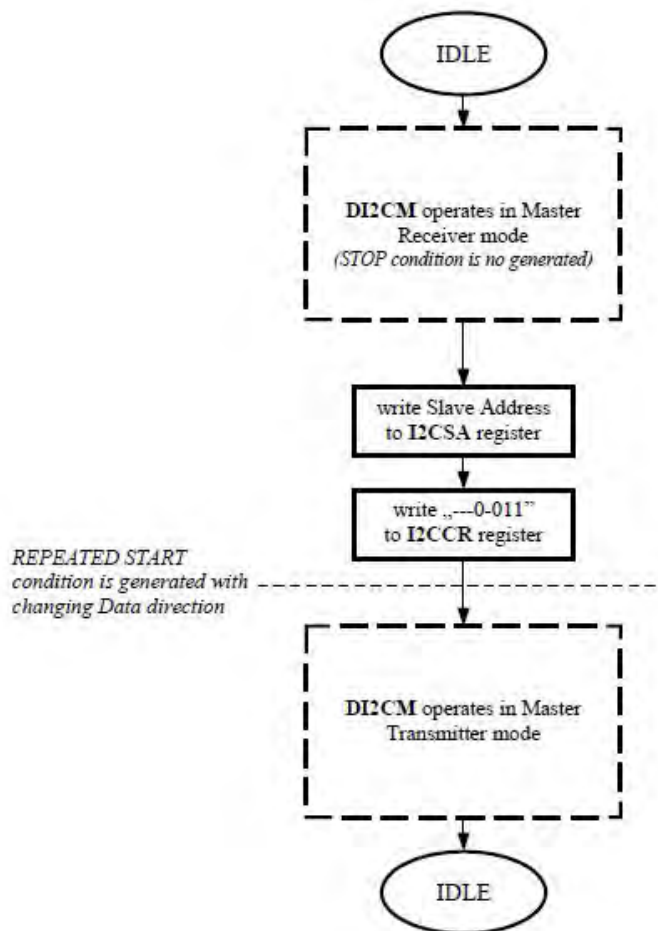 IDLE
DI2CM operates in Master
Receiver mode
(STOP condition is no generated)
write Slave Address
to I2CSA register
write „---0-011”
to I2CCR register
REPEATED START
condition is generated with
changing Data direction
DI2CM operates in Master
Transmitter mode
IDLE